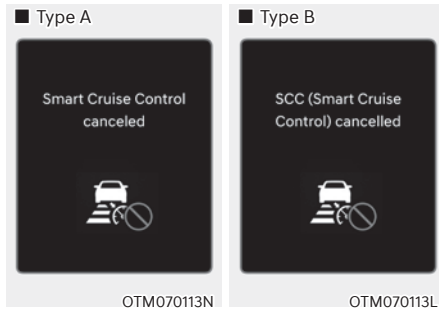 ■ Type A
Smart Cruise Control
canceled
OTM070113N
■ Type B
SCC (Smart Cruise
Control) cancelled
OTM070113L